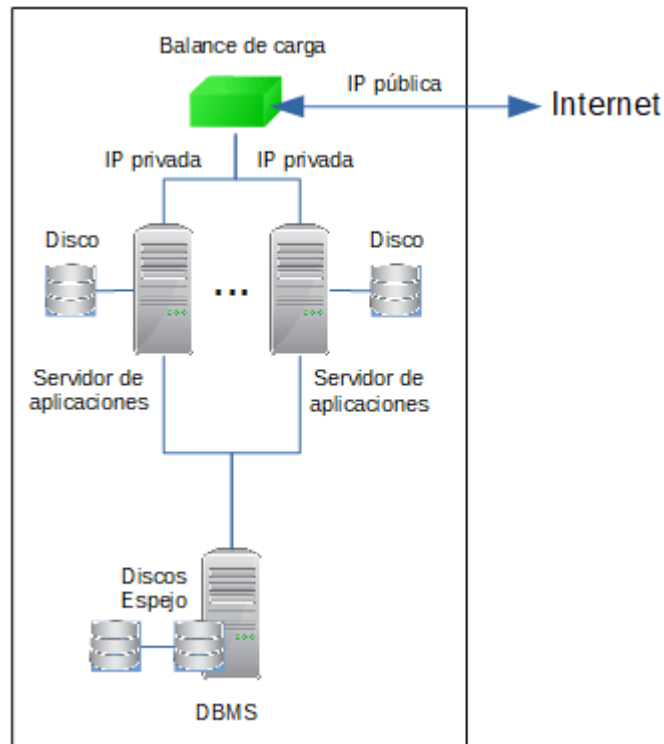 Balance de carga
IP pública
Internet
IP privada
IP privada
Disco
Disco
...
Servidor de
aplicaciones
Servidor de
aplicaciones
Discos
Espejo
DBMS